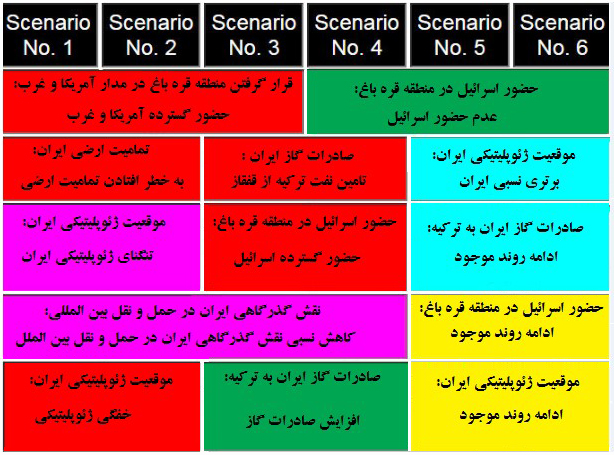 Scenario No. 1
Scenario No. 2
Scenario No. 3
Scenario No. 4
Scenario No. 5
Scenario No. 6
قرار گرفتن منطقه قره باغ در مدار آمریکا و غرب:
حضور گسترده آمریکا و غرب
حضور اسرائیل در منطقه قره باغ:
عدم حضور اسرائیل
تمامیت ارضی ایران:
به خطر افتادن تمامیت ارضی
صادرات گاز ایران :
تامین نفت ترکیه از قفقاز
موقعیت ژئوپلیتیکی ایران:
برتری نسبی ایران
موقعیت ژئوپلیتیکی ایران:
تنگنای ژئوپلیتیکی ایران
حضور اسرائیل در منطقه قره باغ:
حضور گسترده اسرائیل
صادرات گاز ایران به ترکیه:
ادامه روند موجود
نقش گذرگاهی ایران در حمل و نقل بین المللی:
کاهش نسبی نقش گذرگاهی ایران در حمل و نقل بین الملل
حضور اسرائیل در منطقه قره باغ:
ادامه روند موجود
موقعیت ژئوپلیتیکی ایران:
خفگی ژئوپلیتیکی
صادرات گاز ایران به ترکیه:
افزایش صادرات گاز
موقعیت ژئوپلیتیکی ایران:
ادامه روند موجود